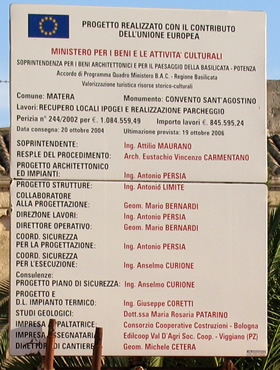 PROGETTO REALIZZATO CON IL CONTRIBUTO
DELL'UNIONE EUROPEA
MINISTERO PER I BENI E LE ATTIVITA' CULTURALI
SOPRINTENDENZA PER I BENI ARCHITETTONICI E PER IL PAESAGGIO DELLA BASILICATA - POTENZA
Accordo di Programma Quadro Ministero B.A.C. - Regione Basilicata
Valorizzazione turistica risorse storico-culturali
Comune: MATERA Monumento: CONVENTO SANT'AGOSTINO
Lavori: RECUPERO LOCALI IPOGEI E REALIZZAZIONE PARCHEGGIO
Perizia n° 244/2002 per €. 1.084.559,49 Importo lavori €. 845.595,24
Data consegna: 20 ottobre 2004 Ultimazione prevista: 19 ottobre 2006
SOPRINTENDENTE: Ing. Attilio MAURANO
RESPLE DEL PROCEDIMENTO: Arch. Eustachio Vincenzo CARMENTANO
PROGETTO ARCHITETTONICO
ED IMPIANTI: Ing. Antonio PERSIA
PROGETTO STRUTTURE: Ing. Antonio LIMITE
COLLABORATORE
ALLA PROGETTAZIONE: Geom. Mario BERNARDI
DIREZIONE LAVORI: Ing. Antonio PERSIA
DIRETTORE OPERATIVO: Geom. Mario BERNARDI
COORD. SICUREZZA
PER LA PROGETTAZIONE: Ing. Antonio PERSIA
COORD. SICUREZZA
PER L'ESECUZIONE: Ing. Anselmo CURIONE
Consulenze:
PROGETTO PIANO DI SICUREZZA: Ing. Anselmo CURIONE
PROGETTO E
D.L. IMPIANTO TERMICO: Ing. Giuseppe CORETTI
STUDI GEOLOGICI: Dott.ssa Maria Rosaria PATARINO
IMPRESA APPALTATRICE: Consorzio Cooperative Costruzioni - Bologna
IMPRESA ASSEGNATARIA: Edilcoop Val D'Agri Soc. Coop. - Viggiano (PZ)
DIRETTORE DI CANTIERE: Geom. Michele CETERA